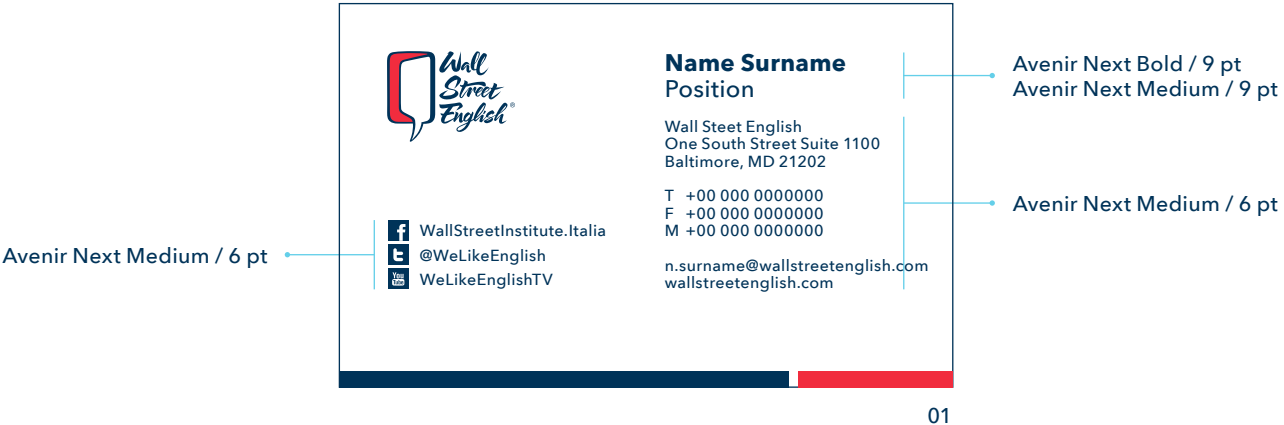 Wall
Street
English®
Name Surname
Position
Wall Steet English
One South Street Suite 1100
Baltimore, MD 21202
T +00 000 0000000
F +00 000 0000000
M +00 000 0000000
n.surname@wallstreetenglish.com
wallstreetenglish.com
f WallStreetInstitute.Italia
t @WeLikeEnglish
You Tube WeLikeEnglishTV
Avenir Next Bold / 9 pt
Avenir Next Medium / 9 pt
Avenir Next Medium / 6 pt
Avenir Next Medium / 6 pt
01